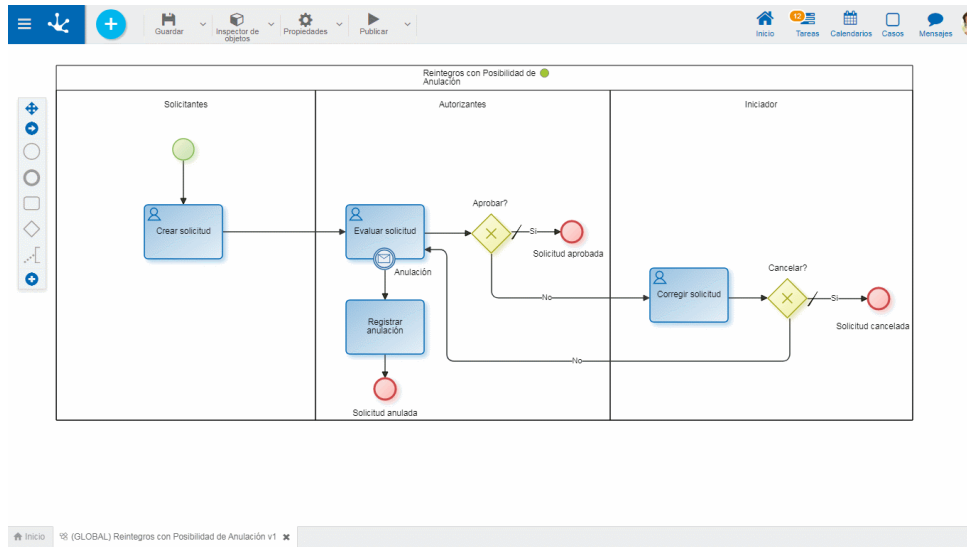 Guardar
Inspector de
objetos
Propiedades
Publicar
12
Inicio
Tareas
Calendarios
Casos
Mensajes
Reintegros con Posibilidad de
Anulación
Solicitantes
Autorizantes
Iniciador
Crear solicitud
Evaluar solicitud
Aprobar?
Si
Solicitud aprobada
Anulación
No
Corregir solicitud
Cancelar?
Si
Solicitud cancelada
Registrar
anulación
No
Solicitud anulada
Inicio
(GLOBAL) Reintegros con Posibilidad de Anulación v1